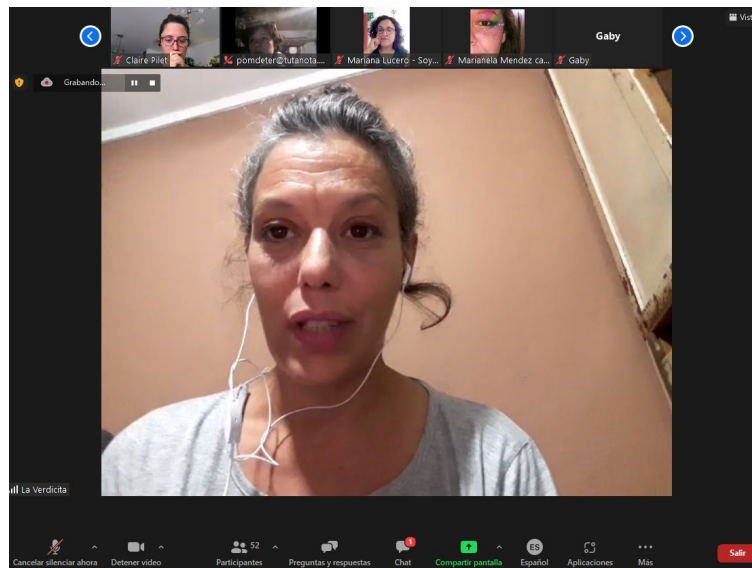 Vist
Gaby
Claire Pilet
pomdeter@tutanota....
Mariana Lucero - Soy...
Marianela Mendez ca...
Gaby
Grabando...
La Verdicita
52
1
ES
Cancelar silenciar ahora
Detener video
Participantes
Preguntas y respuestas
Chat
Compartir pantalla
Español
Aplicaciones
Más
Salir